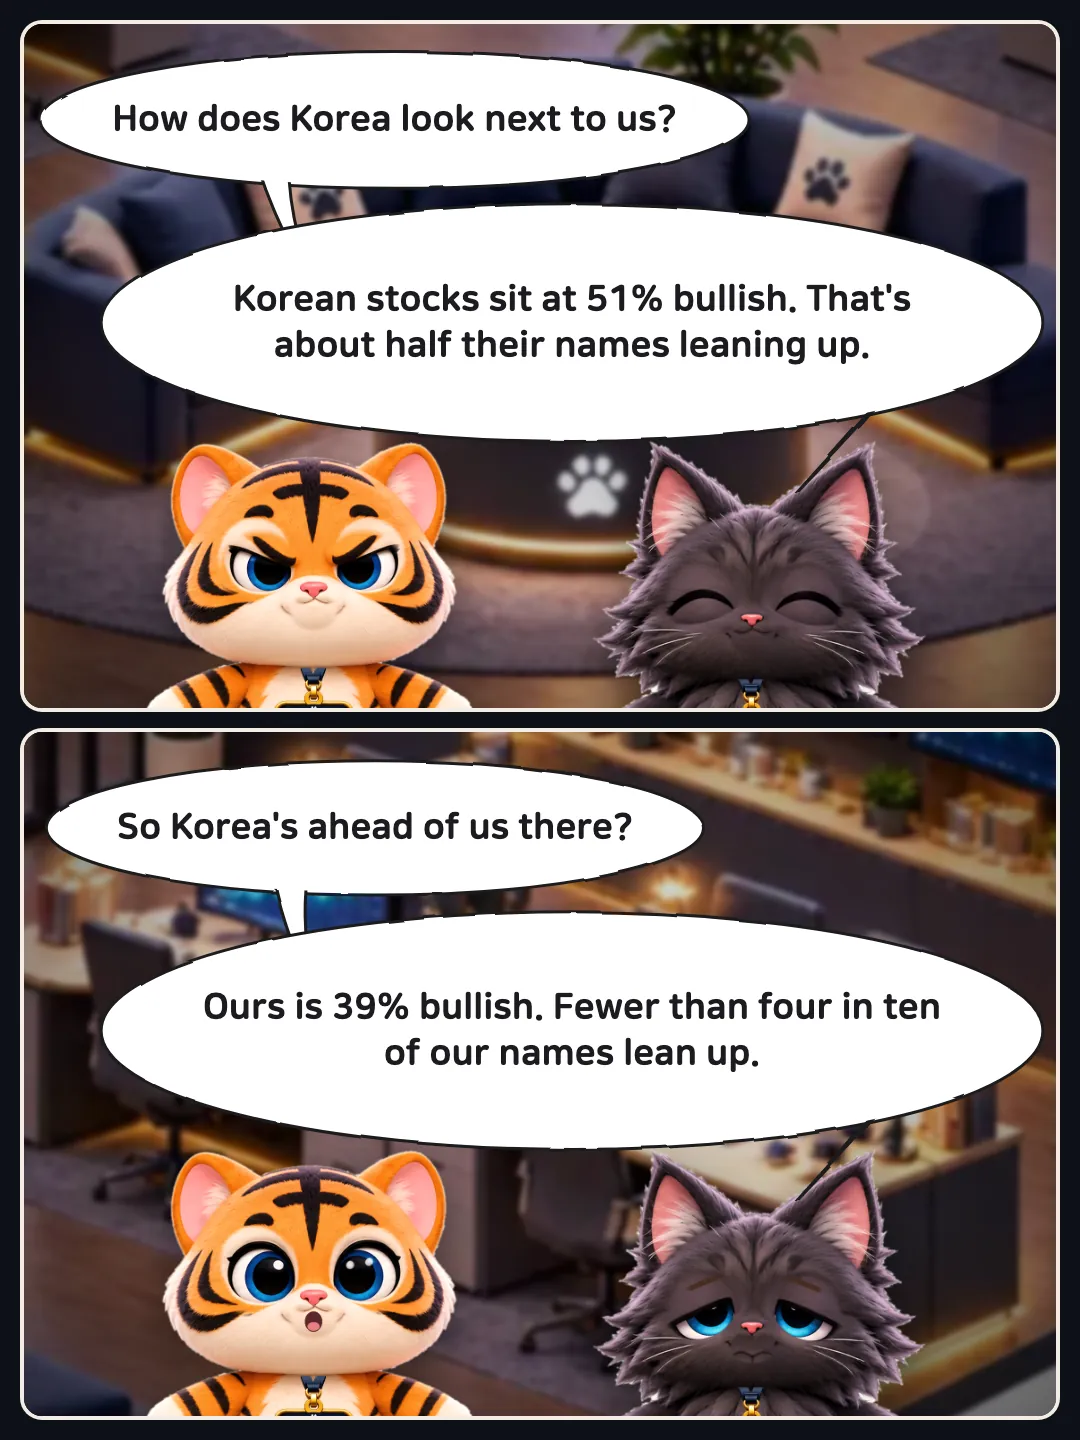 How does Korea look next to us?
Korean stocks sit at 51% bullish. That's
about half their names leaning up.
So Korea's ahead of us there?
Ours is 39% bullish. Fewer than four in ten
of our names lean up.